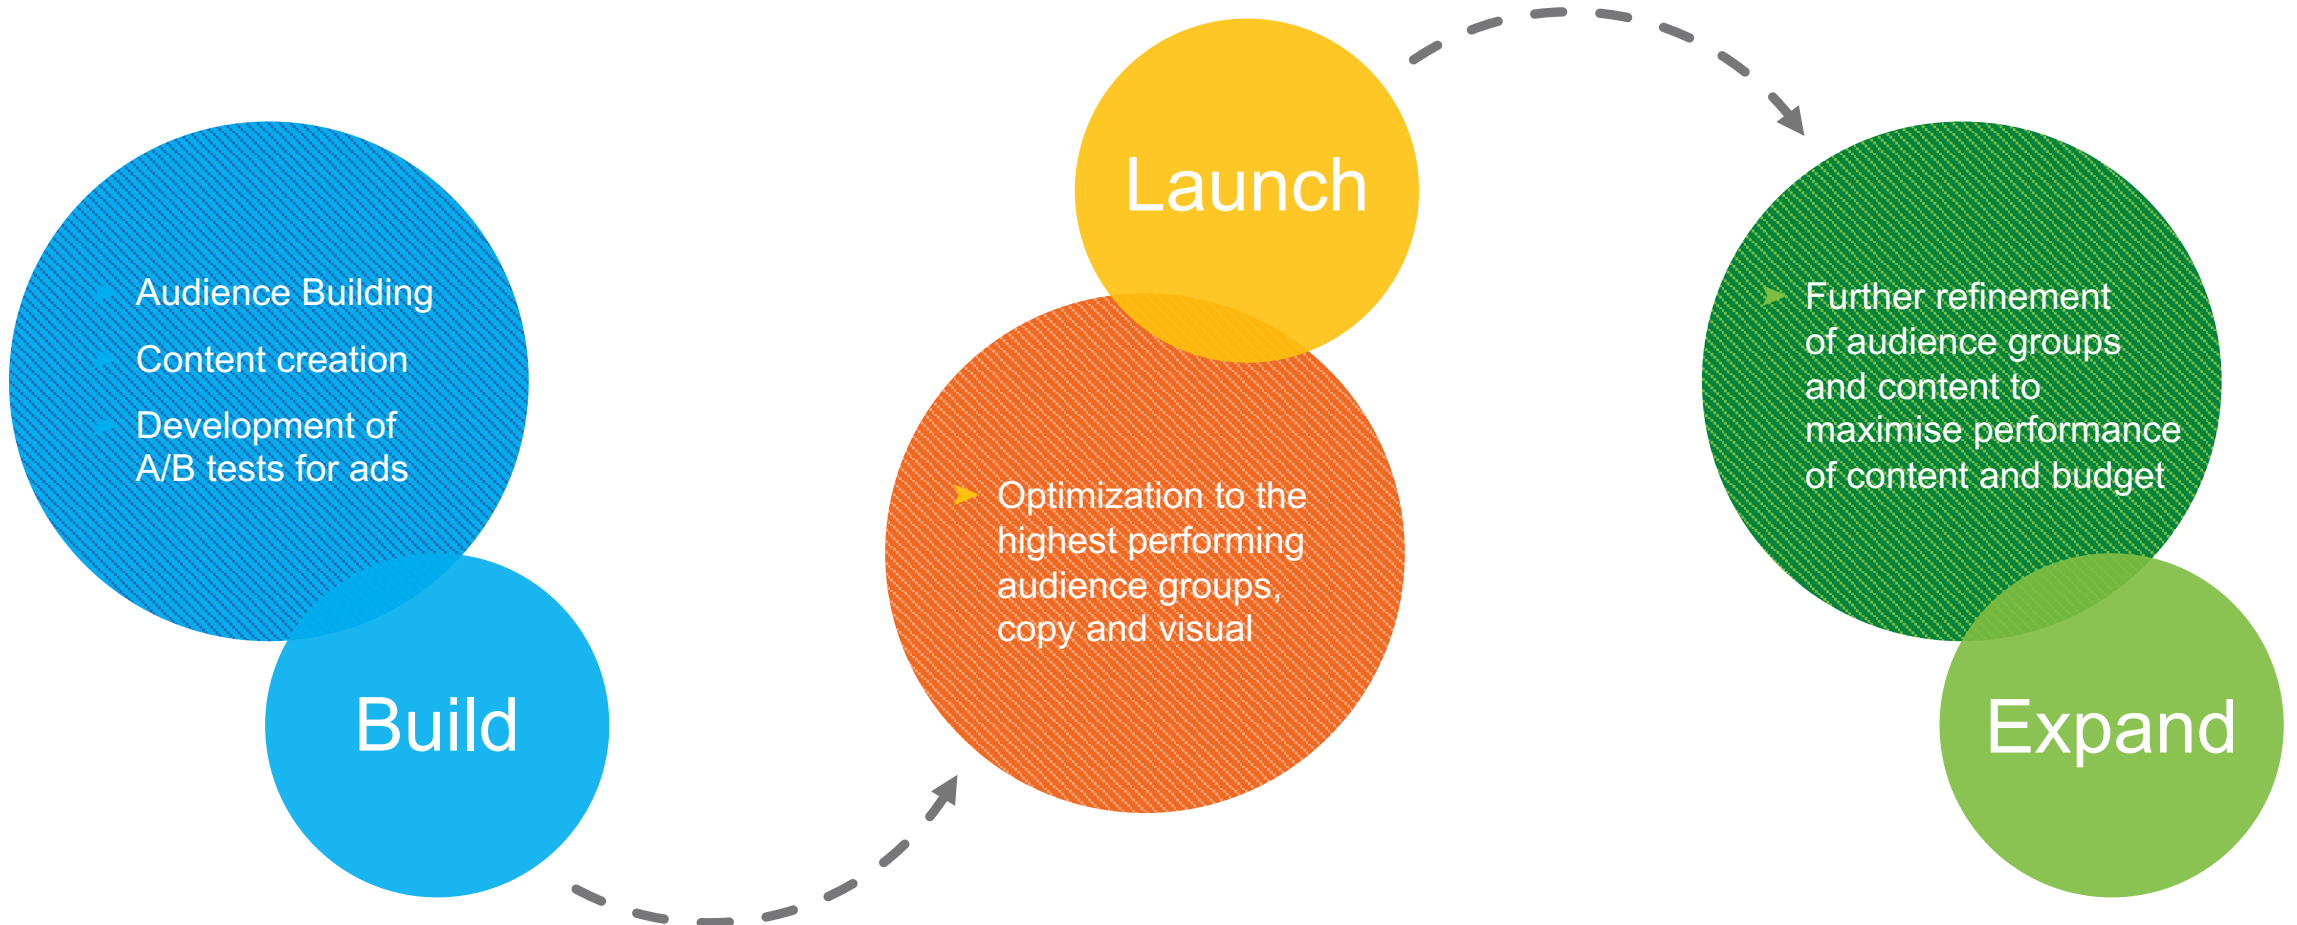 Audience Building
Content creation
Development of
A/B tests for ads
Build
Launch
Optimization to the
highest performing
audience groups,
copy and visual
Further refinement
of audience groups
and content to
maximise performance
of content and budget
Expand